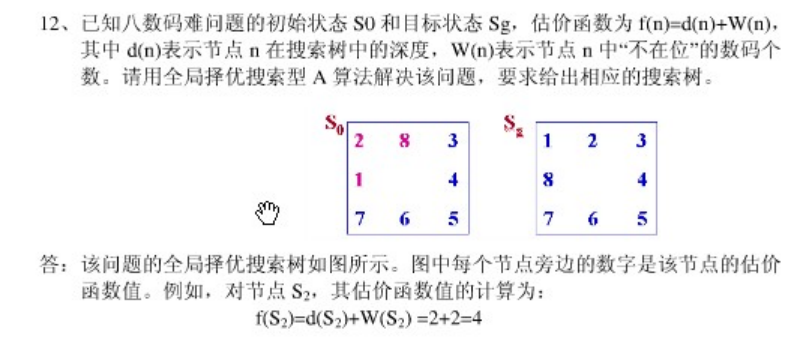 12、已知八数码难问题的初始状态 S0 和目标状态 Sg，估价函数为 f(n)=d(n)+W(n)，
其中 d(n)表示节点 n 在搜索树中的深度，W(n)表示节点 n 中“不在位”的数码个
数。请用全局择优搜索型 A 算法解决该问题，要求给出相应的搜索树。
S₀ Sg
2 8 3 1 2 3
1 4 8 4
7 6 5 7 6 5
答：该问题的全局择优搜索树如图所示。图中每个节点旁边的数字是该节点的估价
函数值。例如，对节点 S₂，其估价函数值的计算为：
f(S₂)=d(S₂)+W(S₂) =2+2=4